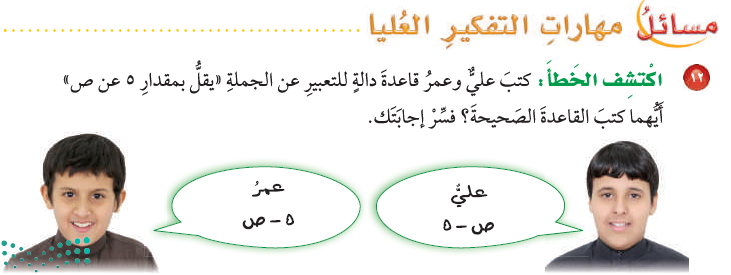 مسائلُ مهاراتِ التفكيرِ العُليا
١٢ اكْتشِف الخَطأَ: كتبَ عليٌّ وعمرُ قاعدةَ دالةٍ للتعبيرِ عن الجملةِ «يقلُّ بمقدارِ ٥ عن ص»
أَيُّهما كتبَ القاعدةَ الصَحيحةَ؟ فسِّرْ إجابَتَك.
عليٌّ
ص - ٥
عمرُ
٥ - ص